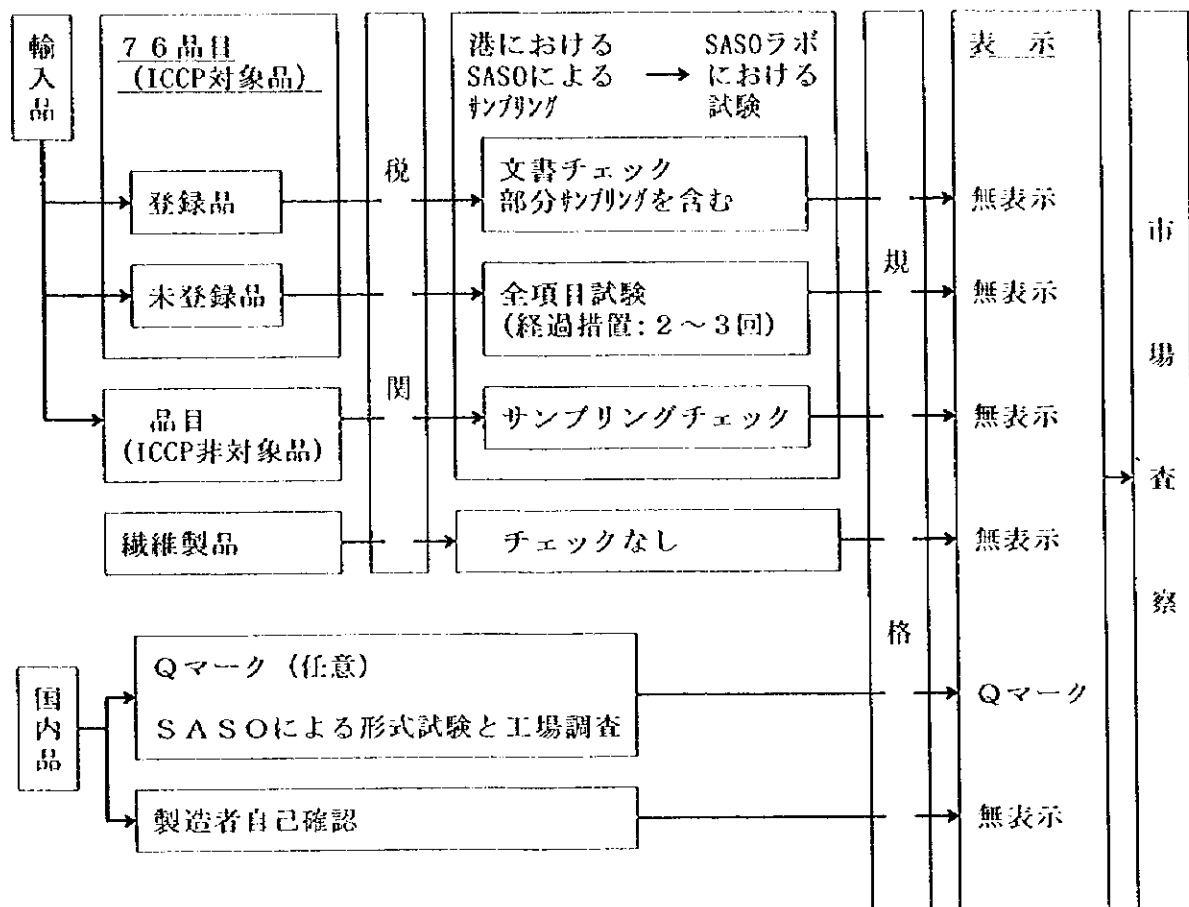 輸入品
７６品目
(ICCP対象品)
登録品
未登録品
品目
(ICCP非対象品)
繊維製品
税関
港における
SASOによる
サンプリング
→
SASOラボ
における
試験
文書チェック
部分サンプリングを含む
全項目試験
(経過措置:２～３回)
サンプリングチェック
チェックなし
規格
表示
無表示
無表示
無表示
無表示
Qマーク
無表示
市場査察
国内品
Qマーク (任意)
ＳＡＳＯによる形式試験と工場調査
製造者自己確認